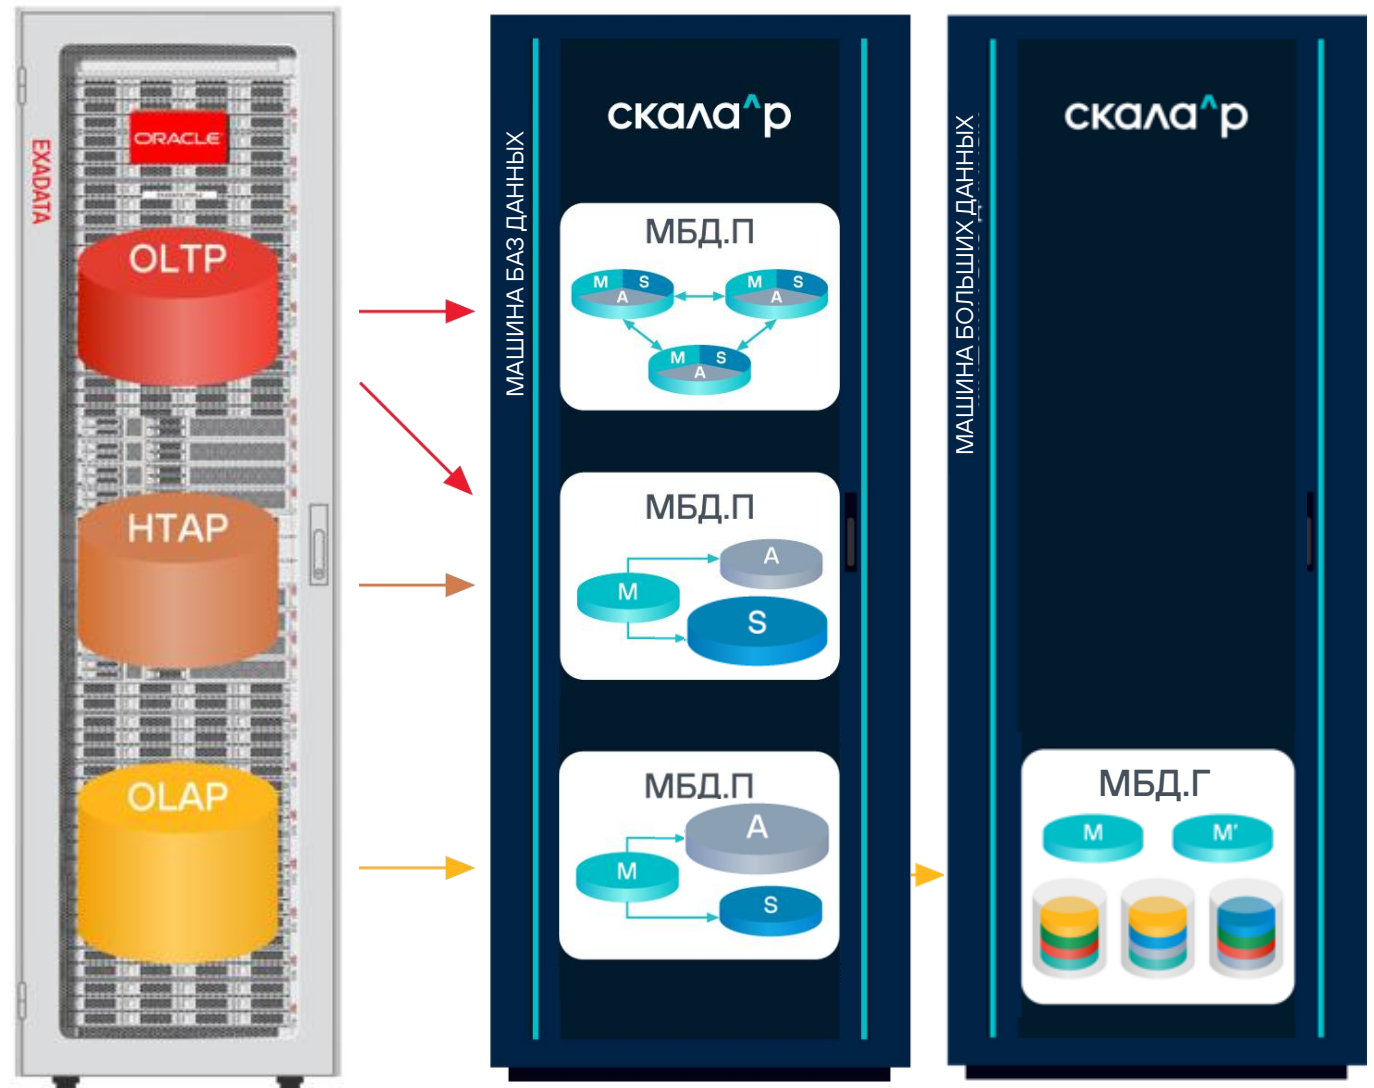 EXADATA
ORACLE
OLTP
HTAP
OLAP
МАШИНА БАЗ ДАННЫХ
скала^р
МБД.П
M S A
M S A
M S A
МБД.П
M
A
S
МБД.П
M
A
S
МАШИНА БОЛЬШИХ ДАННЫХ
скала^р
МБД.Г
M
M'